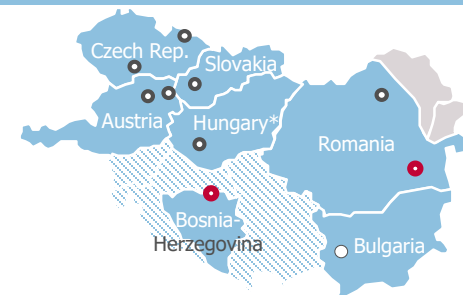 Czech Rep.
Slovakia
Austria
Hungary*
Romania
Bosnia-
Herzegovina
Bulgaria